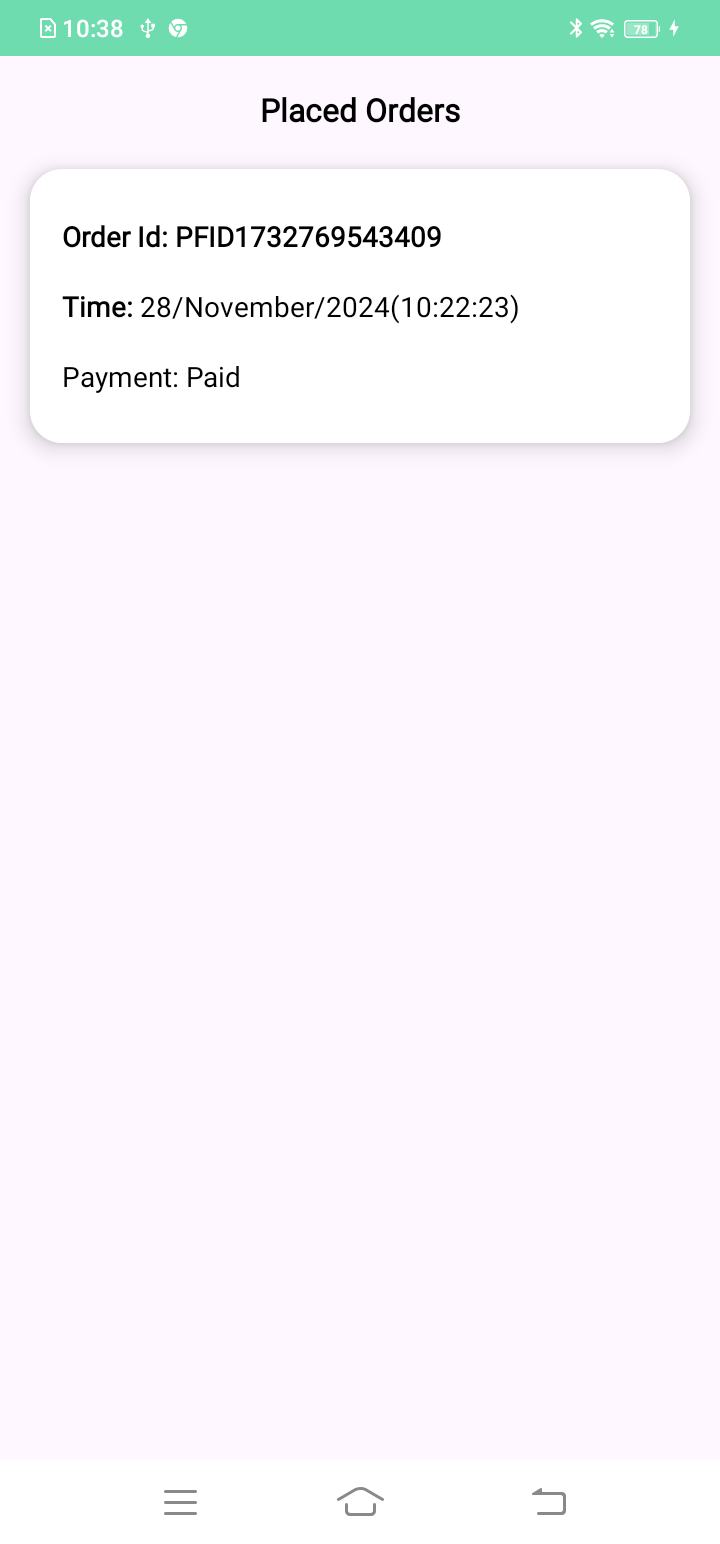 10:38
78
Placed Orders
Order Id: PFID1732769543409
Time: 28/November/2024(10:22:23)
Payment: Paid